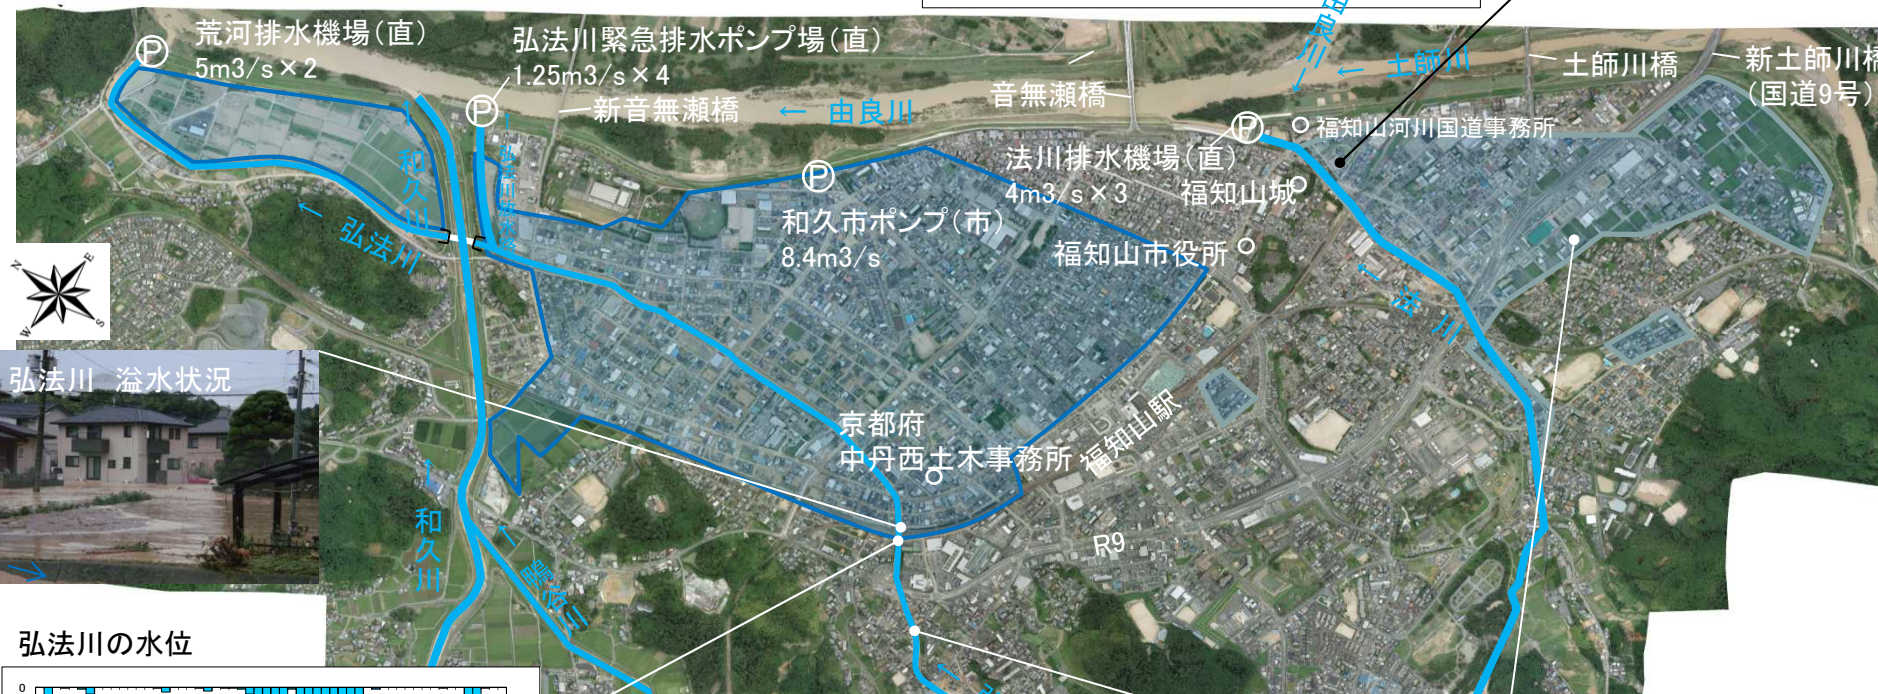 荒河排水機場(直)
5m3/s×2
弘法川緊急排水ポンプ場(直)
1.25m3/s×4
新音無瀬橋
← 由良川
音無瀬橋
由良川
← 土師川
土師川橋
新土師川橋
(国道9号)
福知山河川国道事務所
法川排水機場(直)
4m3/s×3
福知山城
和久市ポンプ(市)
8.4m3/s
福知山市役所
P
P
P
P
和久川
← 弘法川
← 法川
N
E
W
S
弘法川 溢水状況
京都府
中丹西土木事務所
福知山駅
R9
和久川
弘法川の水位
0